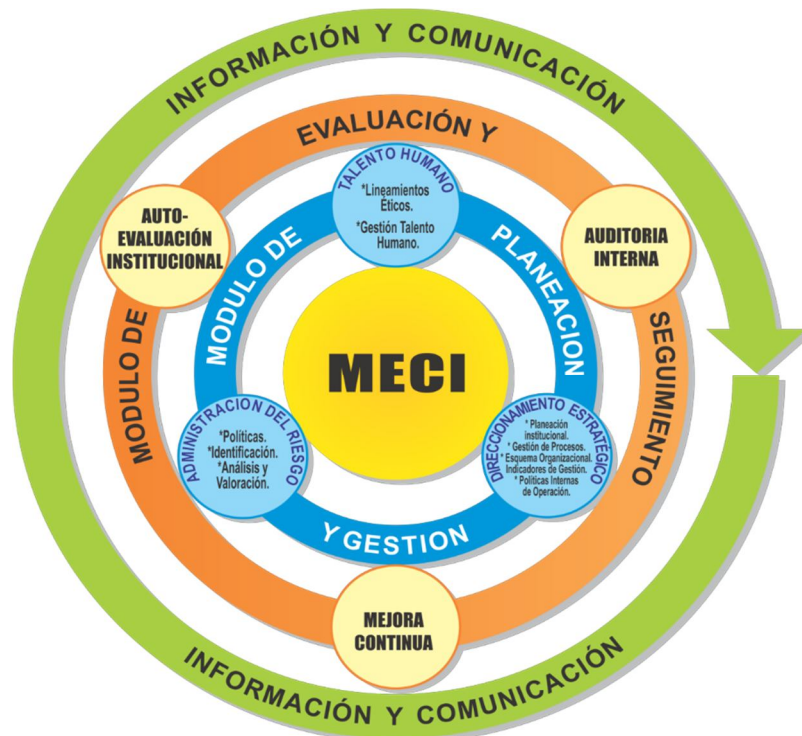 INFORMACIÓN Y COMUNICACIÓN
EVALUACIÓN Y
TALENTO HUMANO
*Lineamientos
Éticos.
*Gestión Talento
Humano.
AUTO-
EVALUACIÓN
INSTITUCIONAL
AUDITORIA
INTERNA
MODULO DE
PLANEACION
MECI
MODULO DE
SEGUIMIENTO
ADMINISTRACION DEL RIESGO
*Políticas.
*Identificación.
*Análisis y
Valoración.
DIRECCIONAMIENTO ESTRATÉGICO
* Planeación
institucional.
* Gestión de Procesos.
* Esquema Organizacional.
Indicadores de Gestión.
* Políticas Internas
de Operación.
Y GESTION
MEJORA
CONTINUA
INFORMACIÓN Y COMUNICACIÓN